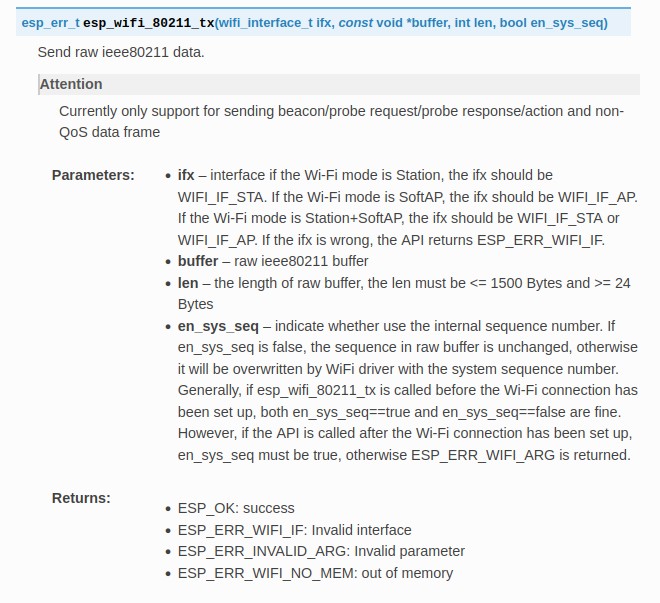 esp_err_t esp_wifi_80211_tx(wifi_interface_t ifx, const void *buffer, int len, bool en_sys_seq)
Send raw ieee80211 data.
Attention
Currently only support for sending beacon/probe request/probe response/action and non-
QoS data frame
Parameters:
• ifx – interface if the Wi-Fi mode is Station, the ifx should be
WIFI_IF_STA. If the Wi-Fi mode is SoftAP, the ifx should be WIFI_IF_AP.
If the Wi-Fi mode is Station+SoftAP, the ifx should be WIFI_IF_STA or
WIFI_IF_AP. If the ifx is wrong, the API returns ESP_ERR_WIFI_IF.
• buffer – raw ieee80211 buffer
• len – the length of raw buffer, the len must be <= 1500 Bytes and >= 24
Bytes
• en_sys_seq – indicate whether use the internal sequence number. If
en_sys_seq is false, the sequence in raw buffer is unchanged, otherwise
it will be overwritten by WiFi driver with the system sequence number.
Generally, if esp_wifi_80211_tx is called before the Wi-Fi connection has
been set up, both en_sys_seq==true and en_sys_seq==false are fine.
However, if the API is called after the Wi-Fi connection has been set up,
en_sys_seq must be true, otherwise ESP_ERR_WIFI_ARG is returned.
Returns:
• ESP_OK: success
• ESP_ERR_WIFI_IF: Invalid interface
• ESP_ERR_INVALID_ARG: Invalid parameter
• ESP_ERR_WIFI_NO_MEM: out of memory